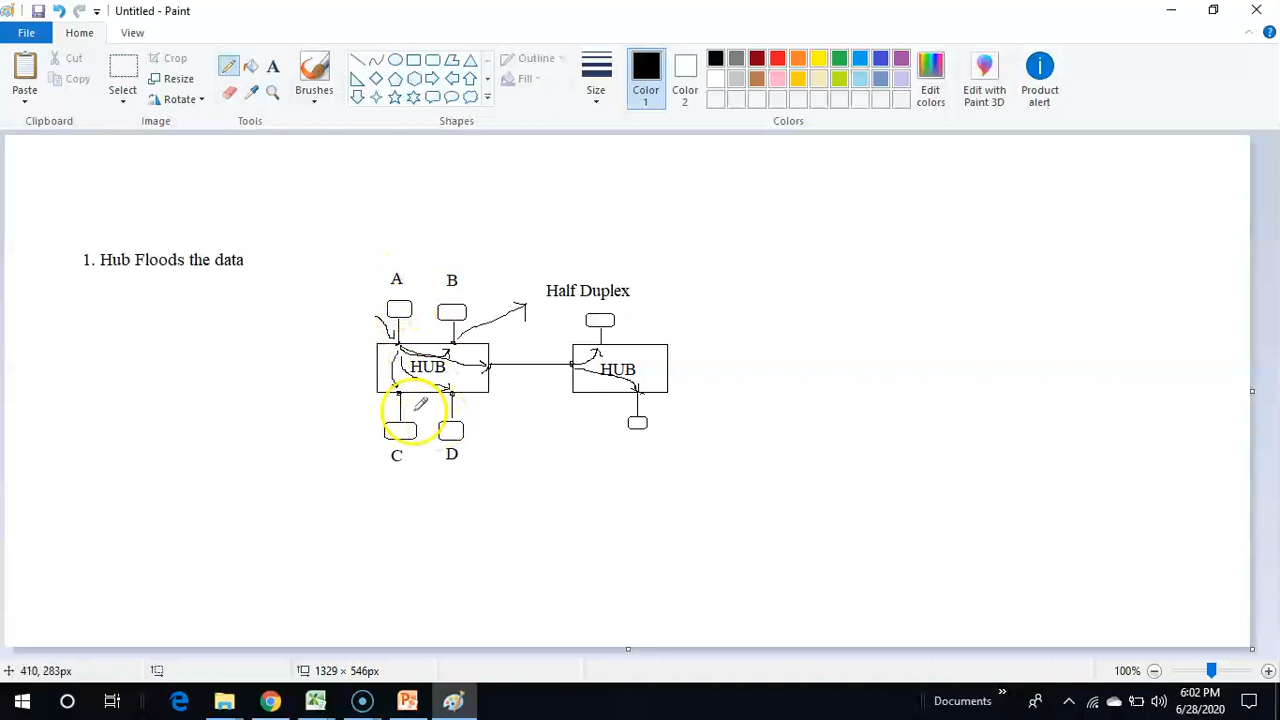 Untitled - Paint
File
Home
View
Paste
Cut
Copy
Clipboard
Select
Crop
Resize
Rotate
Image
Tools
Brushes
Shapes
Outline
Fill
Size
Color 1
Color 2
Colors
Edit colors
Edit with Paint 3D
Product alert
1. Hub Floods the data
A
B
Half Duplex
HUB
HUB
C
D
410, 283px
1329 × 546px
100%
Documents
6:02 PM
6/28/2020